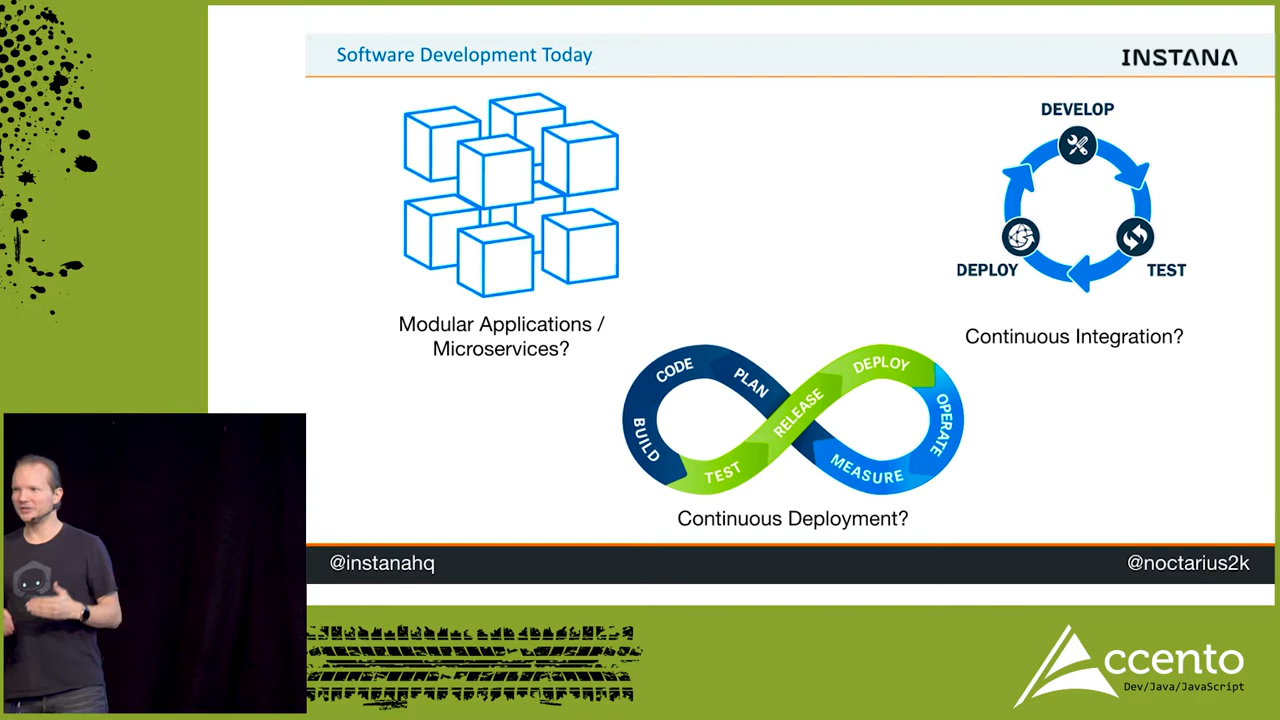 Software Development Today
INSTANA
DEVELOP
DEPLOY
TEST
Modular Applications /
Microservices?
Continuous Integration?
CODE
PLAN
BUILD
TEST
RELEASE
DEPLOY
OPERATE
MEASURE
Continuous Deployment?
@instanahq
@noctarius2k
Accento
Dev/Java/JavaScript